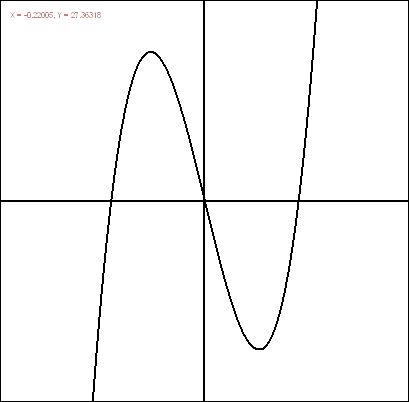 X = -0.22005, Y = 27.36318